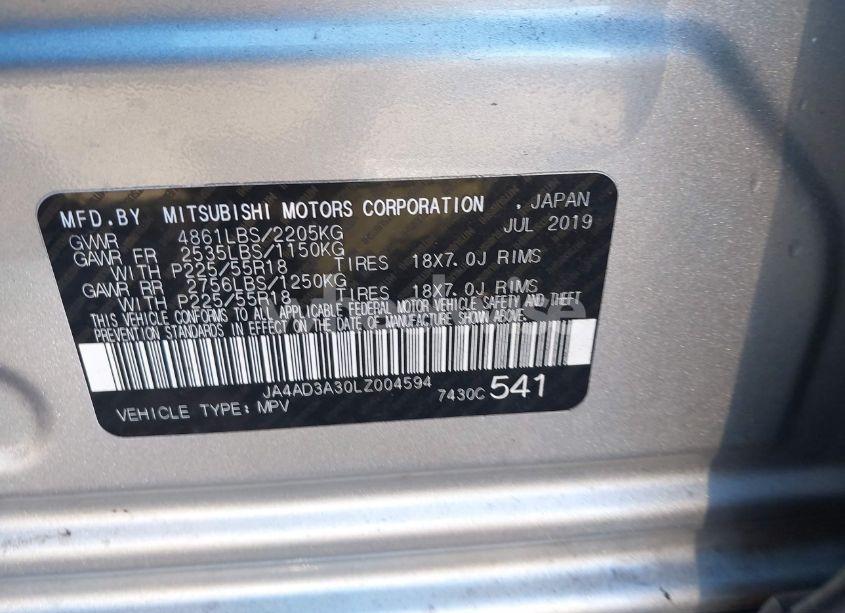 MFD.BY MITSUBISHI MOTORS CORPORATION , JAPAN
GVWR 4861LBS/2205KG JUL 2019
GAWR FR 2535LBS/1150KG
WITH P225/55R18 TIRES 18X7.0J RIMS
GAWR RR 2756LBS/1250KG
WITH P225/55R18 TIRES 18X7.0J RIMS
THIS VEHICLE CONFORMS TO ALL APPLICABLE FEDERAL MOTOR VEHICLE SAFETY AND THEFT
PREVENTION STANDARDS IN EFFECT ON THE DATE OF MANUFACTURE SHOWN ABOVE.
JA4AD3A30LZ004594 7430C 541
VEHICLE TYPE: MPV